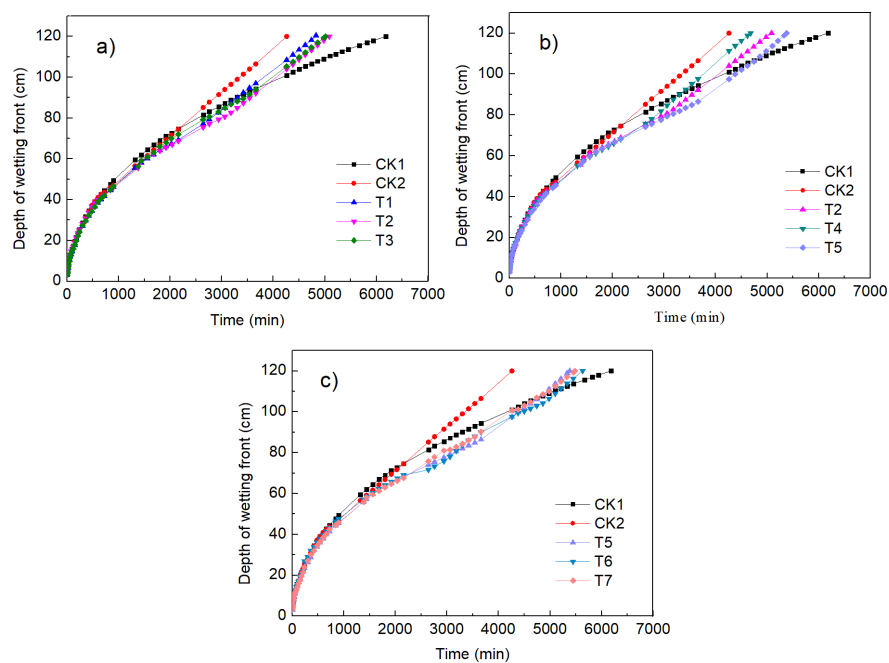 a)
Depth of wetting front (cm)
140
120
100
80
60
40
20
0
CK1
CK2
T1
T2
T3
0 1000 2000 3000 4000 5000 6000 7000
Time (min)
b)
Depth of wetting front (cm)
140
120
100
80
60
40
20
0
CK1
CK2
T2
T4
T5
0 1000 2000 3000 4000 5000 6000 7000
Time (min)
c)
Depth of wetting front (cm)
120
100
80
60
40
20
0
CK1
CK2
T5
T6
T7
0 1000 2000 3000 4000 5000 6000 7000
Time (min)